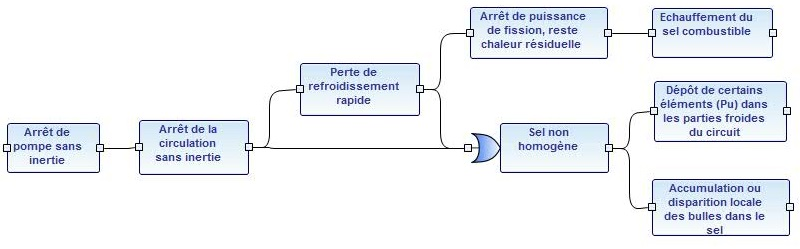 Arrêt de
pompe sans
inertie
Arrêt de la
circulation
sans inertie
Perte de
refroidissement
rapide
Arrêt de puissance
de fission, reste
chaleur résiduelle
Echauffement du
sel combustible
Sel non
homogène
Dépôt de certains
éléments (Pu) dans
les parties froides
du circuit
Accumulation ou
disparition locale
des bulles dans le
sel